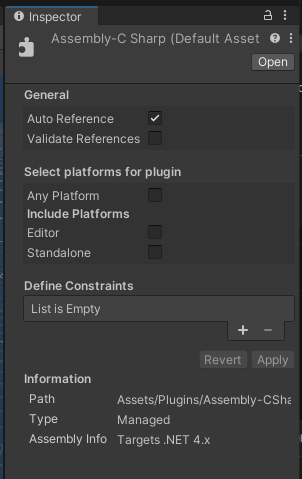 Inspector
Assembly-C Sharp (Default Asset
Open
General
Auto Reference
Validate References
Select platforms for plugin
Any Platform
Include Platforms
Editor
Standalone
Define Constraints
List is Empty
+ −
Revert Apply
Information
Path Assets/Plugins/Assembly-CSha
Type Managed
Assembly Info Targets .NET 4.x